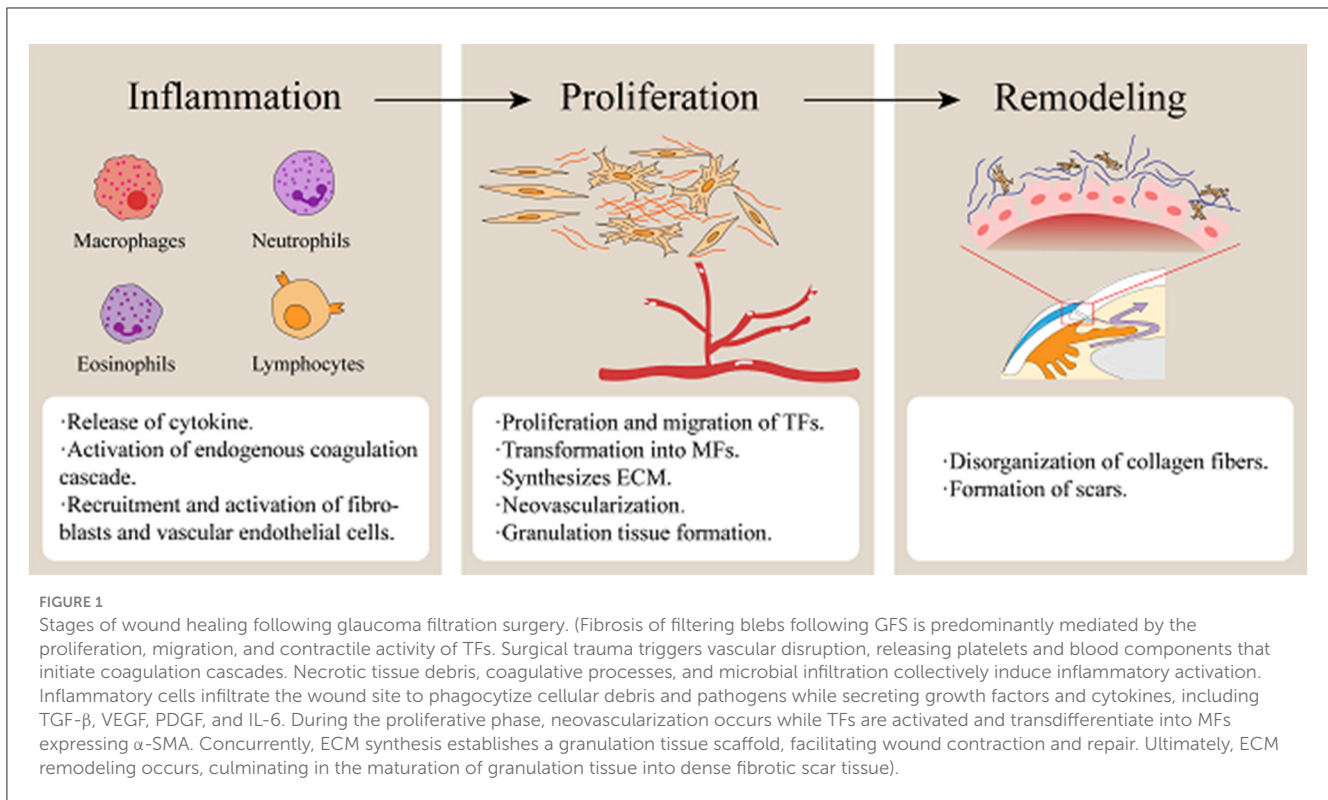 Inflammation
Proliferation
Remodeling
Macrophages
Neutrophils
Eosinophils
Lymphocytes
·Release of cytokine.
·Activation of endogenous coagulation
cascade.
·Recruitment and activation of fibro-
blasts and vascular endothelial cells.
·Proliferation and migration of TFs.
·Transformation into MFs.
·Synthesizes ECM.
·Neovascularization.
·Granulation tissue formation.
·Disorganization of collagen fibers.
·Formation of scars.
FIGURE 1
Stages of wound healing following glaucoma filtration surgery. (Fibrosis of filtering blebs following GFS is predominantly mediated by the
proliferation, migration, and contractile activity of TFs. Surgical trauma triggers vascular disruption, releasing platelets and blood components that
initiate coagulation cascades. Necrotic tissue debris, coagulative processes, and microbial infiltration collectively induce inflammatory activation.
Inflammatory cells infiltrate the wound site to phagocytize cellular debris and pathogens while secreting growth factors and cytokines, including
TGF-β, VEGF, PDGF, and IL-6. During the proliferative phase, neovascularization occurs while TFs are activated and transdifferentiate into MFs
expressing α-SMA. Concurrently, ECM synthesis establishes a granulation tissue scaffold, facilitating wound contraction and repair. Ultimately, ECM
remodeling occurs, culminating in the maturation of granulation tissue into dense fibrotic scar tissue).